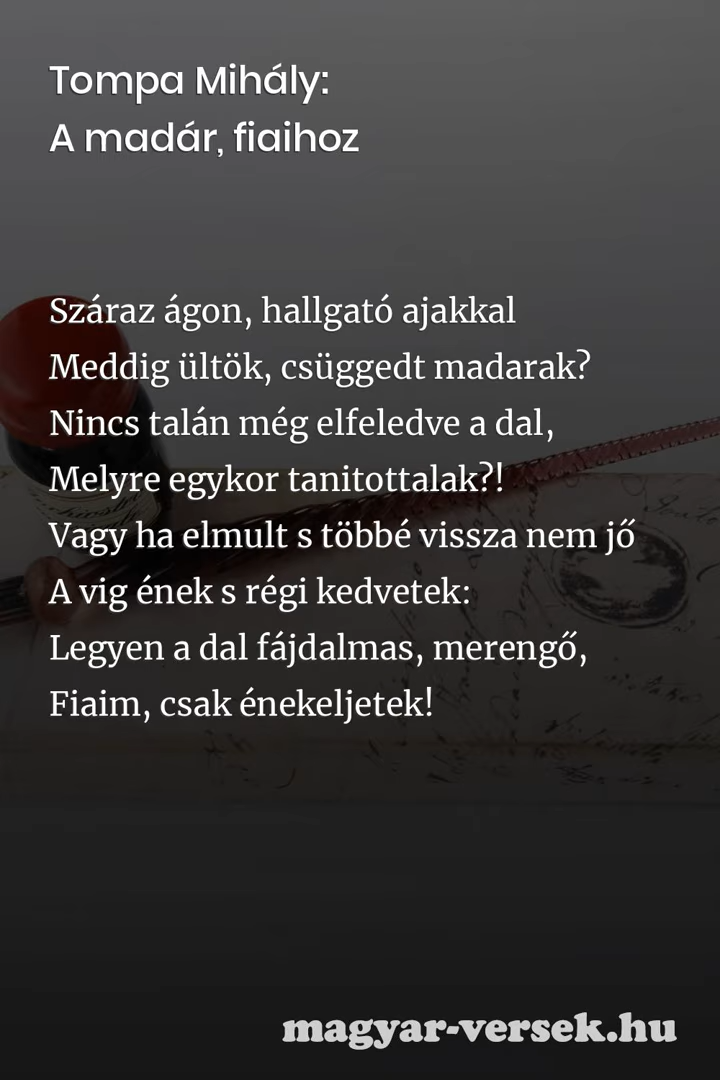 Tompa Mihály:
A madár, fiaihoz
Száraz ágon, hallgató ajakkal
Meddig ültök, csüggedt madarak?
Nincs talán még elfeledve a dal,
Melyre egykor tanitottalak?!
Vagy ha elmult s többé vissza nem jő
A vig ének s régi kedvetek:
Legyen a dal fájdalmas, merengő,
Fiaim, csak énekeljetek!
magyar-versek.hu